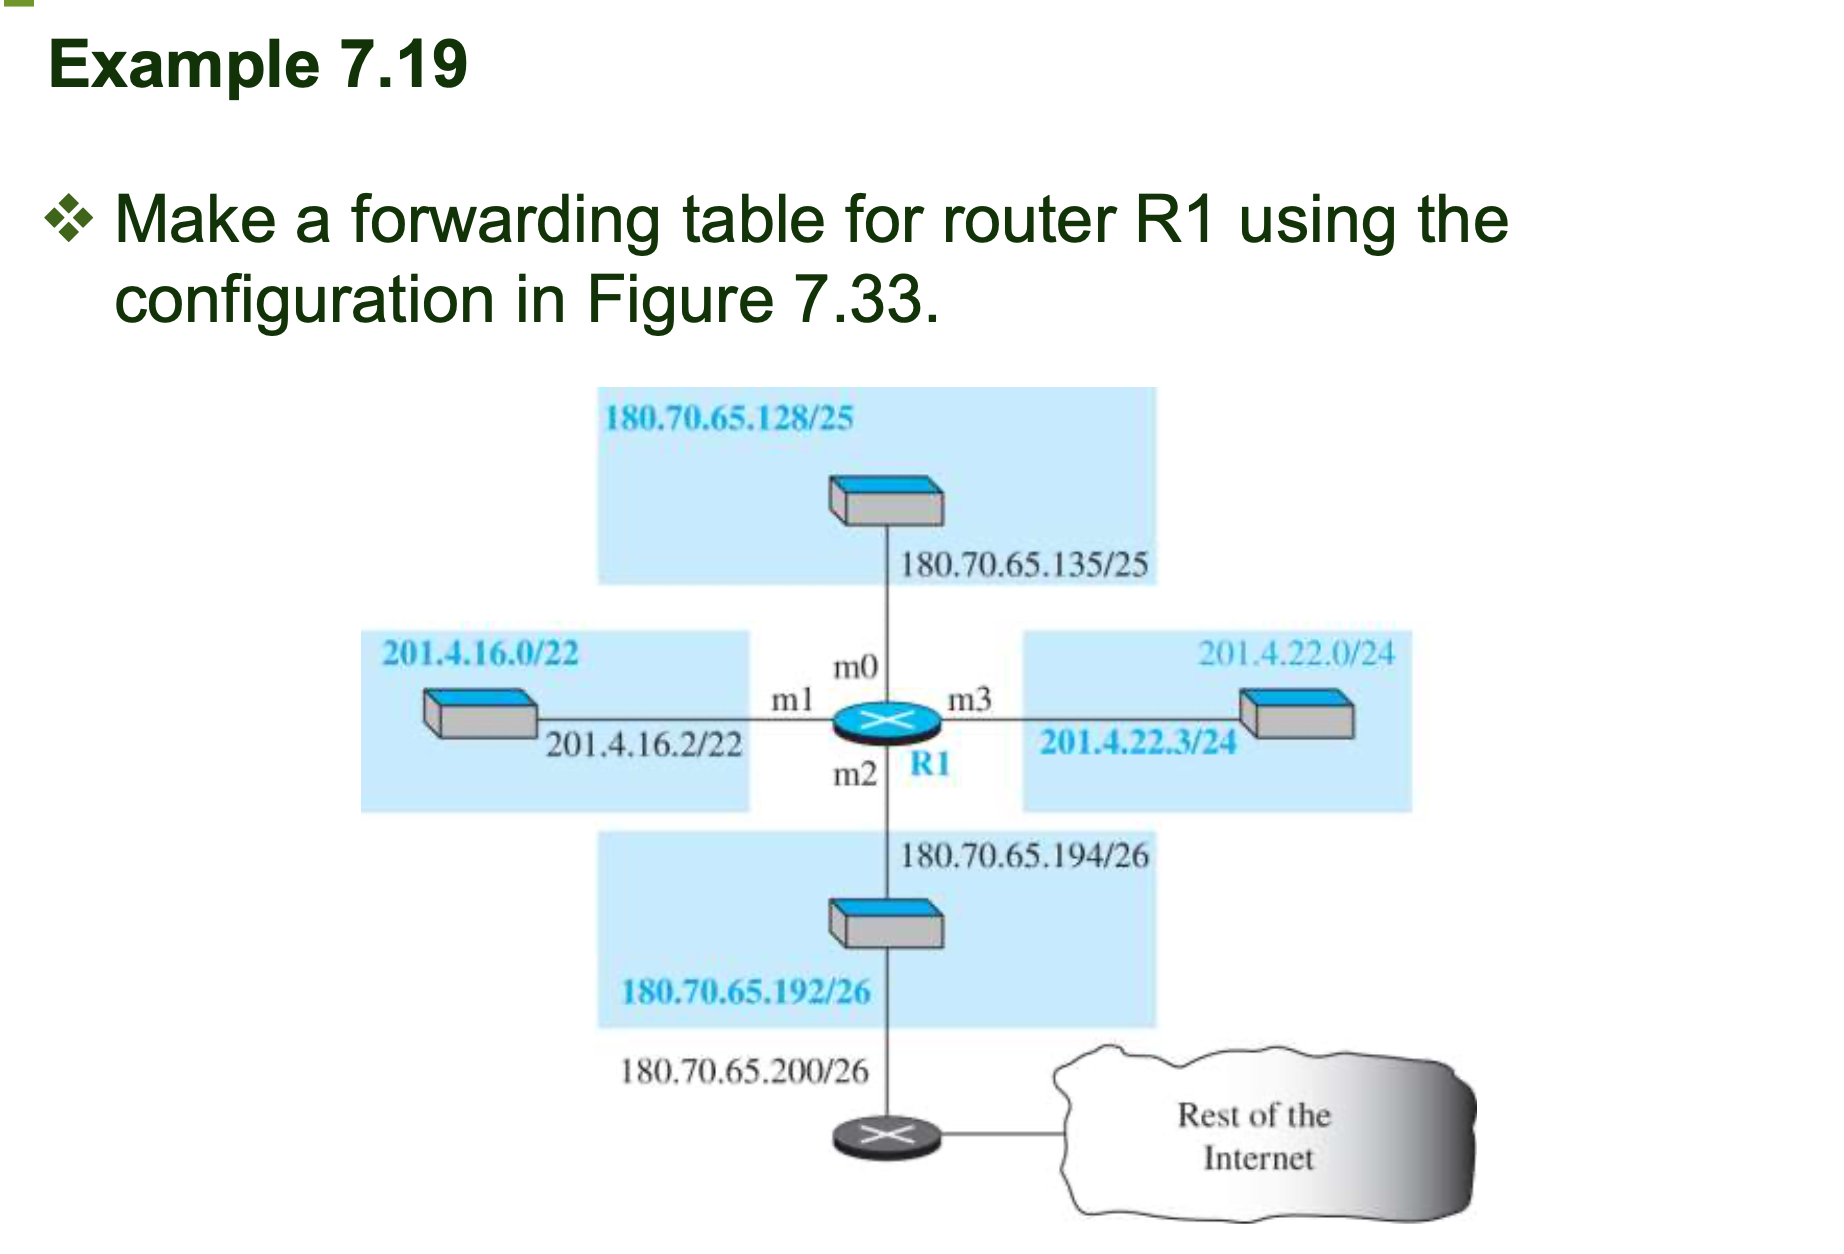 Example 7.19
Make a forwarding table for router R1 using the
configuration in Figure 7.33.
180.70.65.128/25
180.70.65.135/25
201.4.16.0/22
201.4.22.0/24
m0
m1
m3
201.4.16.2/22
201.4.22.3/24
m2
R1
180.70.65.194/26
180.70.65.192/26
180.70.65.200/26
Rest of the
Internet